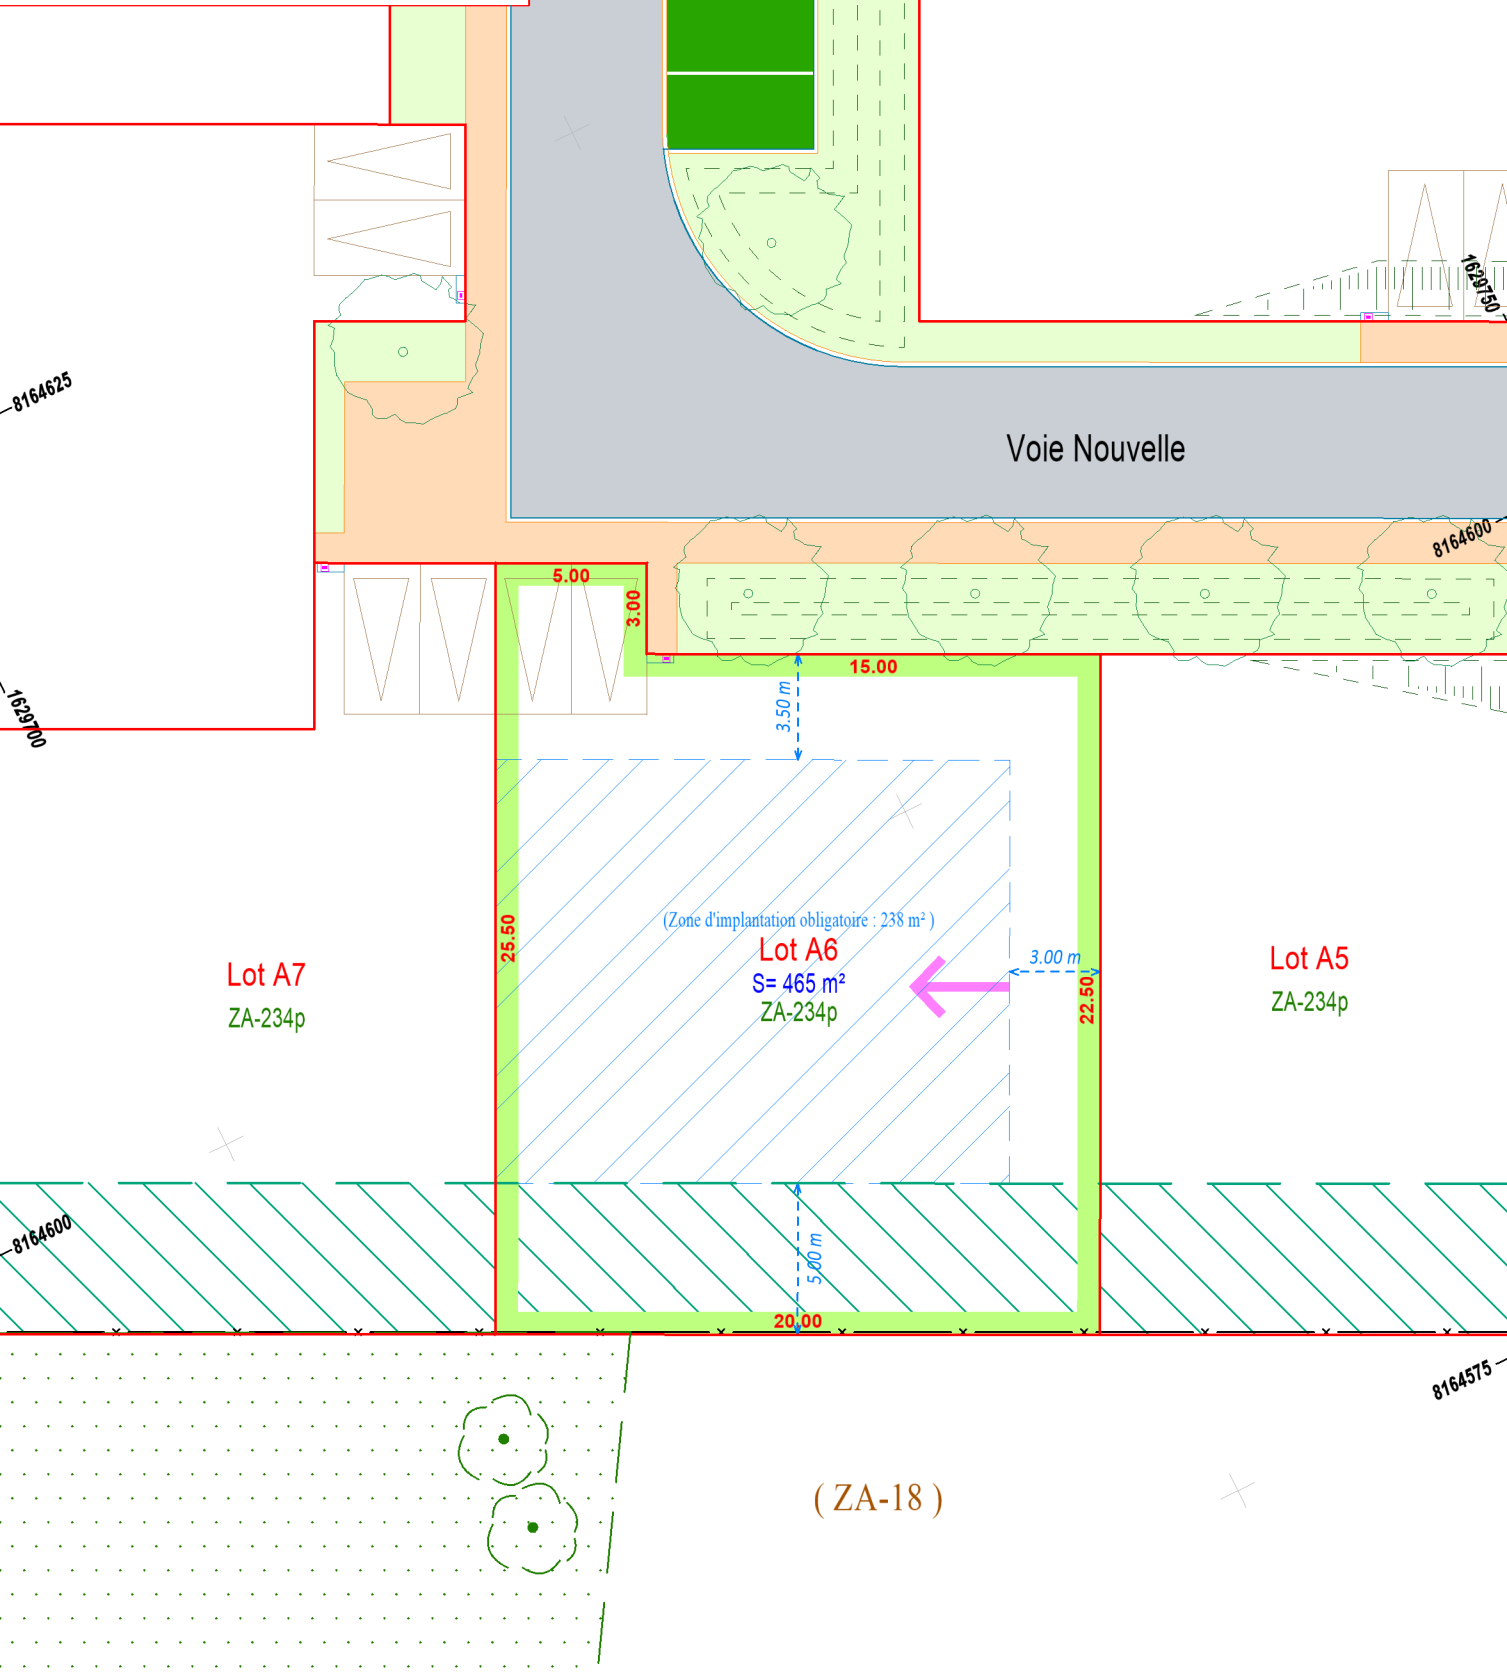 1629750
8164625
Voie Nouvelle
8164600
5.00
3.00
15.00
3.50 m
1629700
(Zone d'implantation obligatoire : 238 m² )
25.50
Lot A6
S= 465 m²
ZA-234p
3.00 m
22.50
Lot A7
ZA-234p
Lot A5
ZA-234p
8164600
5.00 m
20.00
8164575
( ZA-18 )